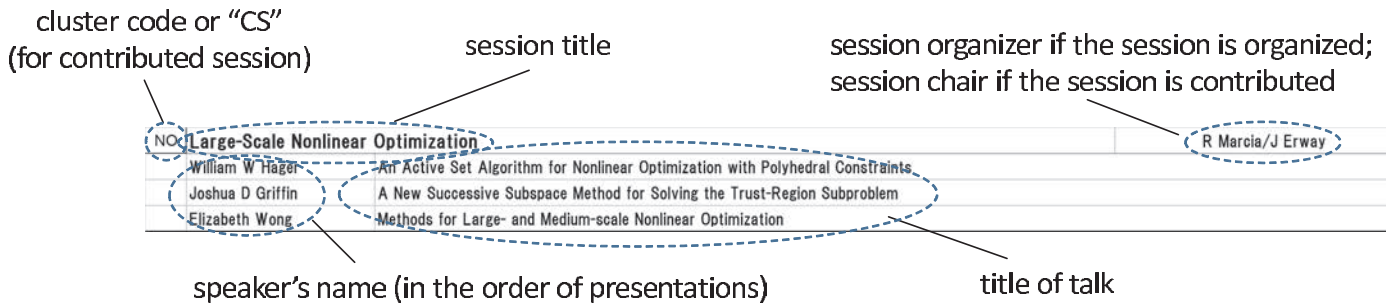 cluster code or “CS”
(for contributed session)
session title
session organizer if the session is organized;
session chair if the session is contributed
NO Large-Scale Nonlinear Optimization R Marcia/J Erway
William W Hager An Active Set Algorithm for Nonlinear Optimization with Polyhedral Constraints
Joshua D Griffin A New Successive Subspace Method for Solving the Trust-Region Subproblem
Elizabeth Wong Methods for Large- and Medium-scale Nonlinear Optimization
speaker’s name (in the order of presentations)
title of talk